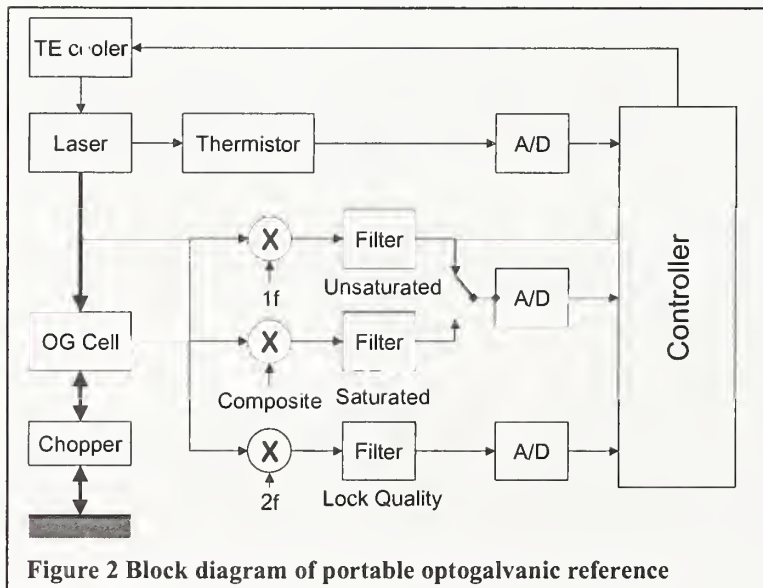 TE cooler
Laser
Thermistor
A/D
Controller
X
Filter
1f
Unsaturated
OG Cell
X
Filter
A/D
Composite
Saturated
Chopper
X
Filter
A/D
2f
Lock Quality
Figure 2 Block diagram of portable optogalvanic reference